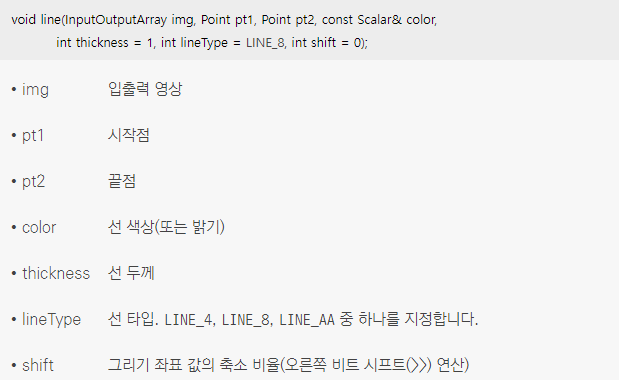 void line(InputOutputArray img, Point pt1, Point pt2, const Scalar& color,
int thickness = 1, int lineType = LINE_8, int shift = 0);
• img 입출력 영상
• pt1 시작점
• pt2 끝점
• color 선 색상(또는 밝기)
• thickness 선 두께
• lineType 선 타입. LINE_4, LINE_8, LINE_AA 중 하나를 지정합니다.
• shift 그리기 좌표 값의 축소 비율(오른쪽 비트 시프트(>>) 연산)